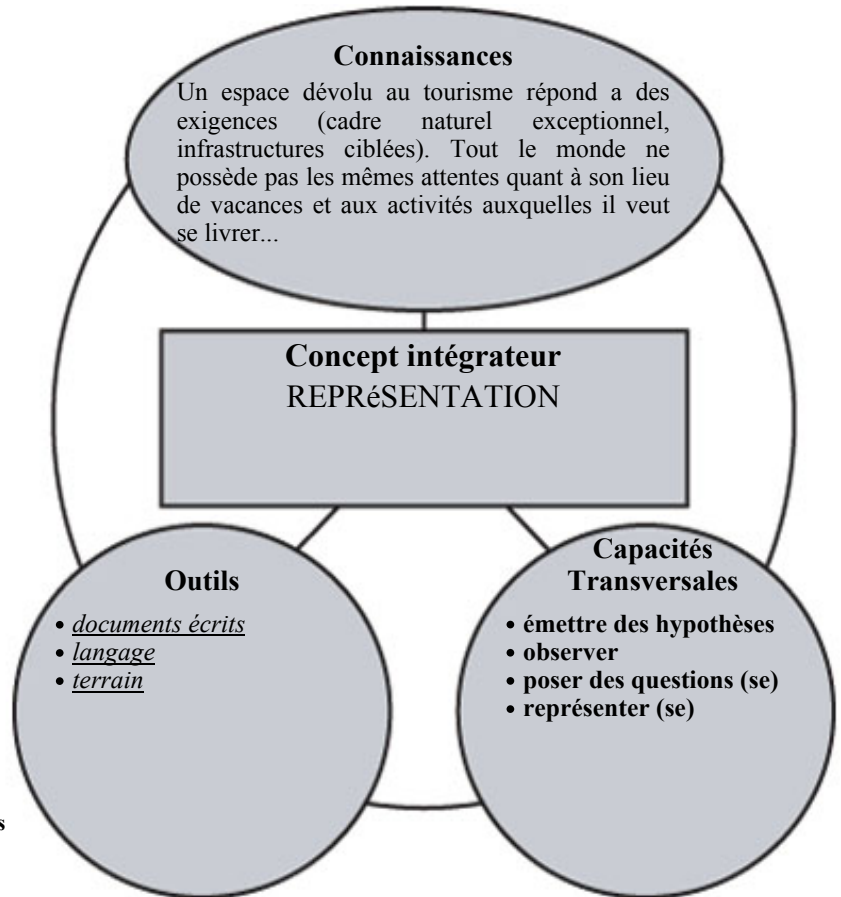 Connaissances
Un espace dévolu au tourisme répond a des
exigences (cadre naturel exceptionnel,
infrastructures ciblées). Tout le monde ne
possède pas les mêmes attentes quant à son lieu
de vacances et aux activités auxquelles il veut
se livrer...
Concept intégrateur
REPRéSENTATION
Outils
• documents écrits
• langage
• terrain
Capacités
Transversales
• émettre des hypothèses
• observer
• poser des questions (se)
• représenter (se)
s